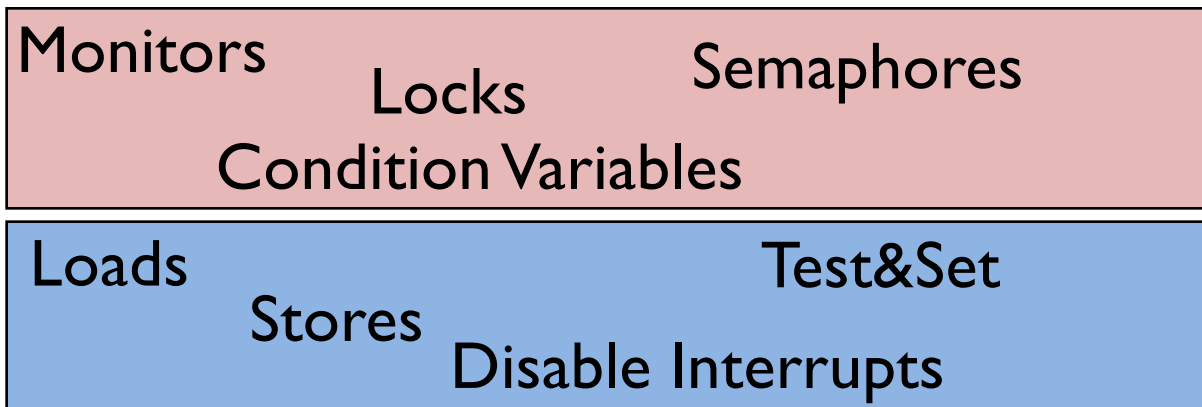 Monitors
Semaphores
Locks
Condition Variables
Loads
Test&Set
Stores
Disable Interrupts